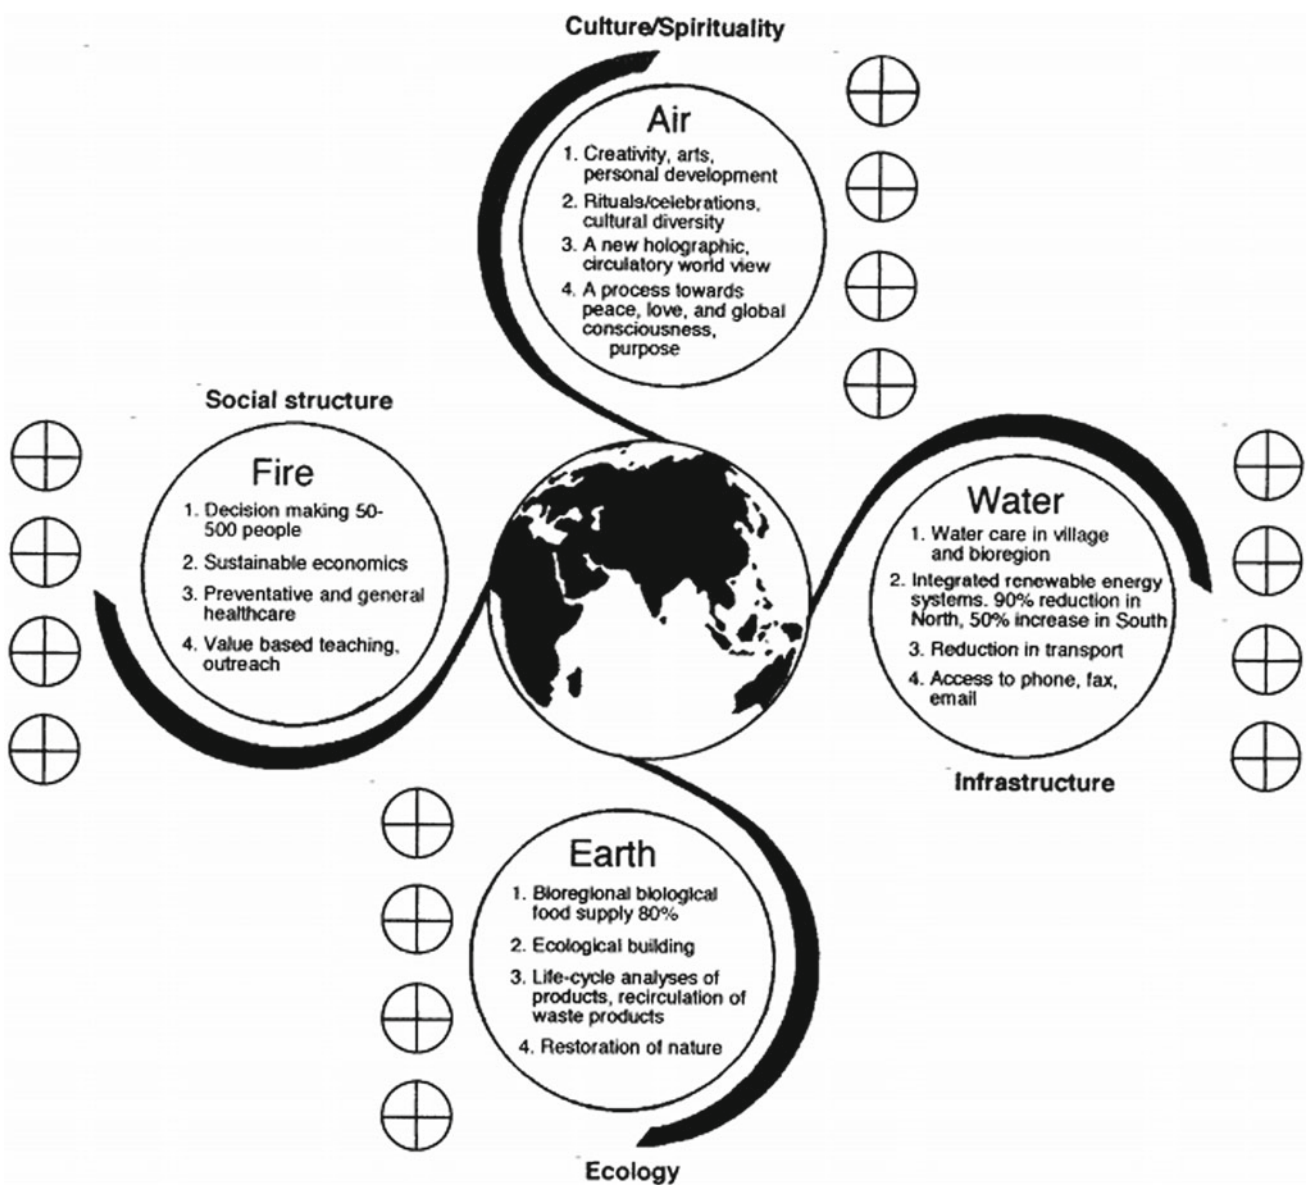 Culture/Spirituality
Air
1. Creativity, arts,
personal development
2. Rituals/celebrations,
cultural diversity
3. A new holographic,
circulatory world view
4. A process towards
peace, love, and global
consciousness,
purpose
Social structure
Fire
1. Decision making 50-
500 people
2. Sustainable economics
3. Preventative and general
healthcare
4. Value based teaching,
outreach
Water
1. Water care in village
and bioregion
2. Integrated renewable energy
systems. 90% reduction in
North, 50% increase in South
3. Reduction in transport
4. Access to phone, fax,
email
Infrastructure
Earth
1. Bioregional biological
food supply 80%
2. Ecological building
3. Life-cycle analyses of
products, recirculation of
waste products
4. Restoration of nature
Ecology